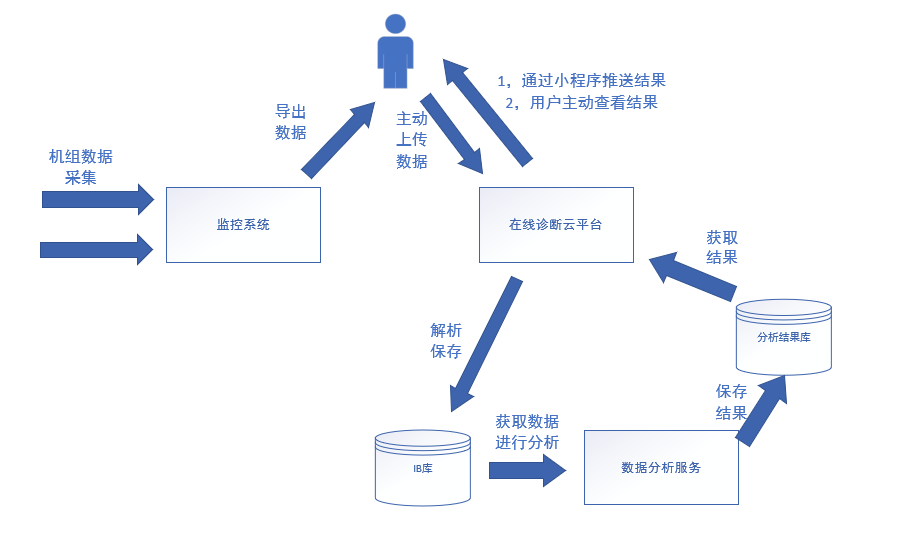 1，通过小程序推送结果
2，用户主动查看结果
导出
数据
主动
上传
数据
机组数据
采集
监控系统
在线诊断云平台
获取
结果
解析
保存
分析结果库
保存
结果
获取数据
进行分析
IB库
数据分析服务